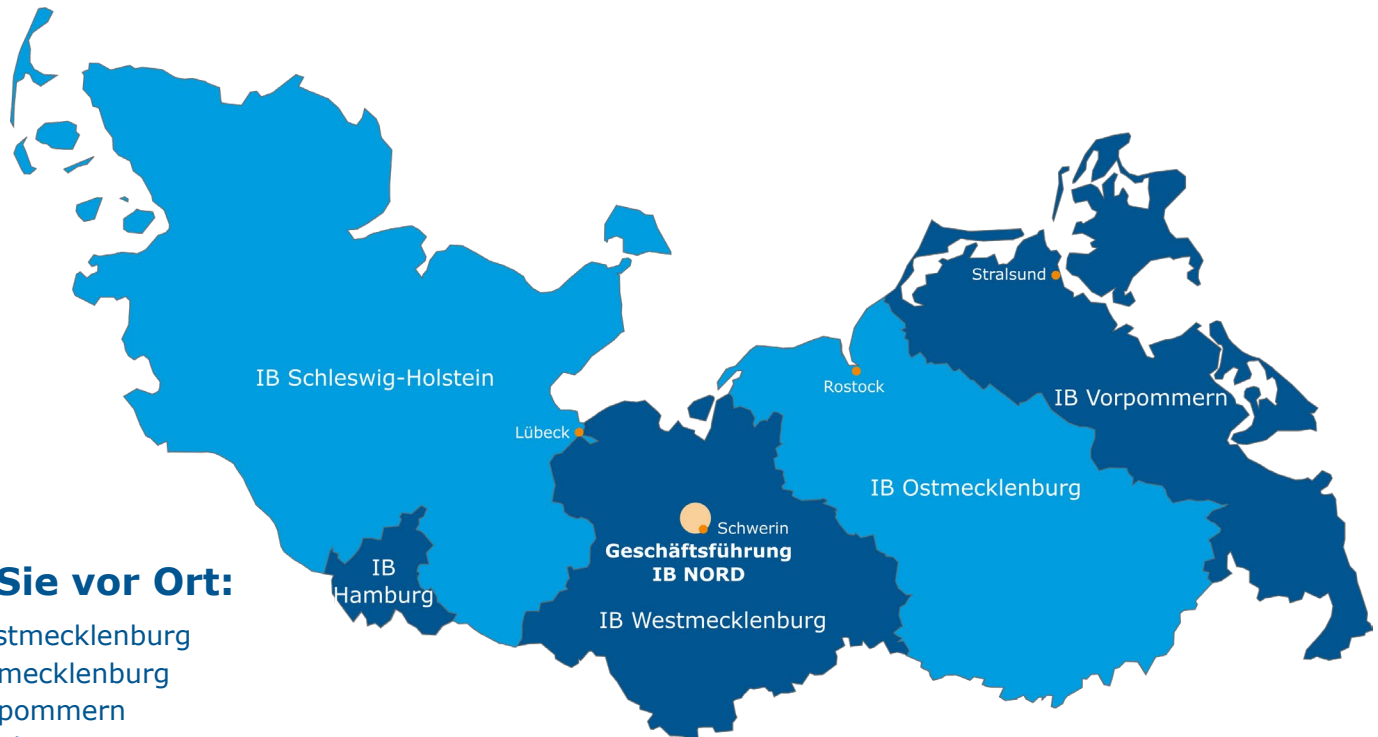 Stralsund
IB Schleswig-Holstein
Rostock
IB Vorpommern
Lübeck
IB Ostmecklenburg
Schwerin
Geschäftsführung
IB NORD
IB
Hamburg
IB Westmecklenburg
Sie vor Ort:
stmecklenburg
mecklenburg
pommern